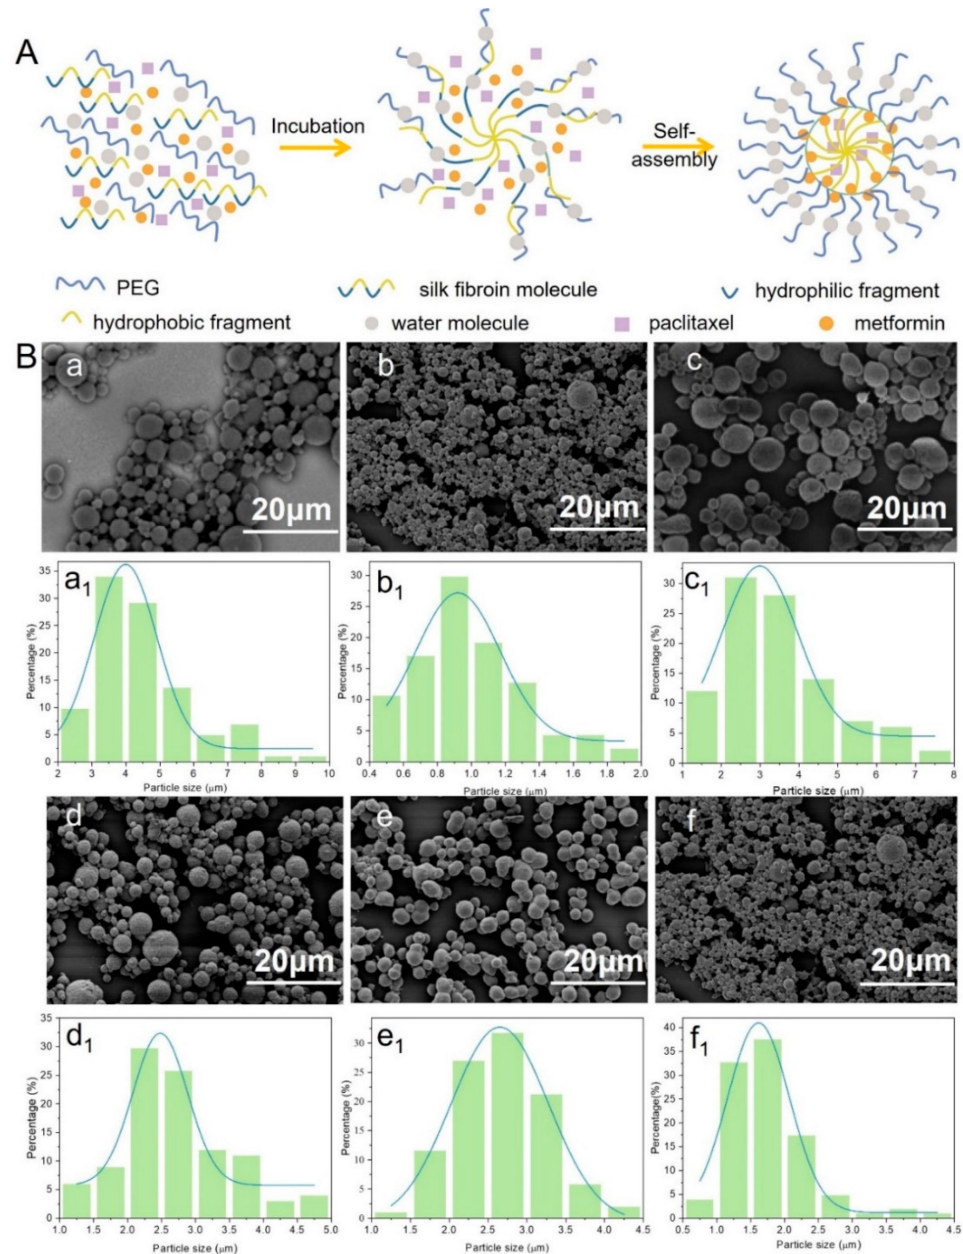 A
Incubation
Self-
assembly
PEG
silk fibroin molecule
hydrophilic fragment
hydrophobic fragment
water molecule
paclitaxel
metformin
B
a
20μm
b
20μm
c
20μm
a1
Percentage (%)
35
30
25
20
15
10
5
0
2 3 4 5 6 7 8 9 10
Particle size (μm)
b1
Percentage (%)
30
25
20
15
10
5
0
0.4 0.6 0.8 1.0 1.2 1.4 1.6 1.8 2.0
Particle size (μm)
c1
Percentage (%)
30
25
20
15
10
5
0
1 2 3 4 5 6 7 8
Particle size (μm)
d
20μm
e
20μm
f
20μm
d1
Percentage (%)
35
30
25
20
15
10
5
0
1.0 1.5 2.0 2.5 3.0 3.5 4.0 4.5 5.0
Particle size (μm)
e1
Percentage (%)
30
25
20
15
10
5
0
1.0 1.5 2.0 2.5 3.0 3.5 4.0 4.5
Particle size (μm)
f1
Percentage(%)
40
35
30
25
20
15
10
5
0
0.5 1.0 1.5 2.0 2.5 3.0 3.5 4.0 4.5
Particle size (μm)